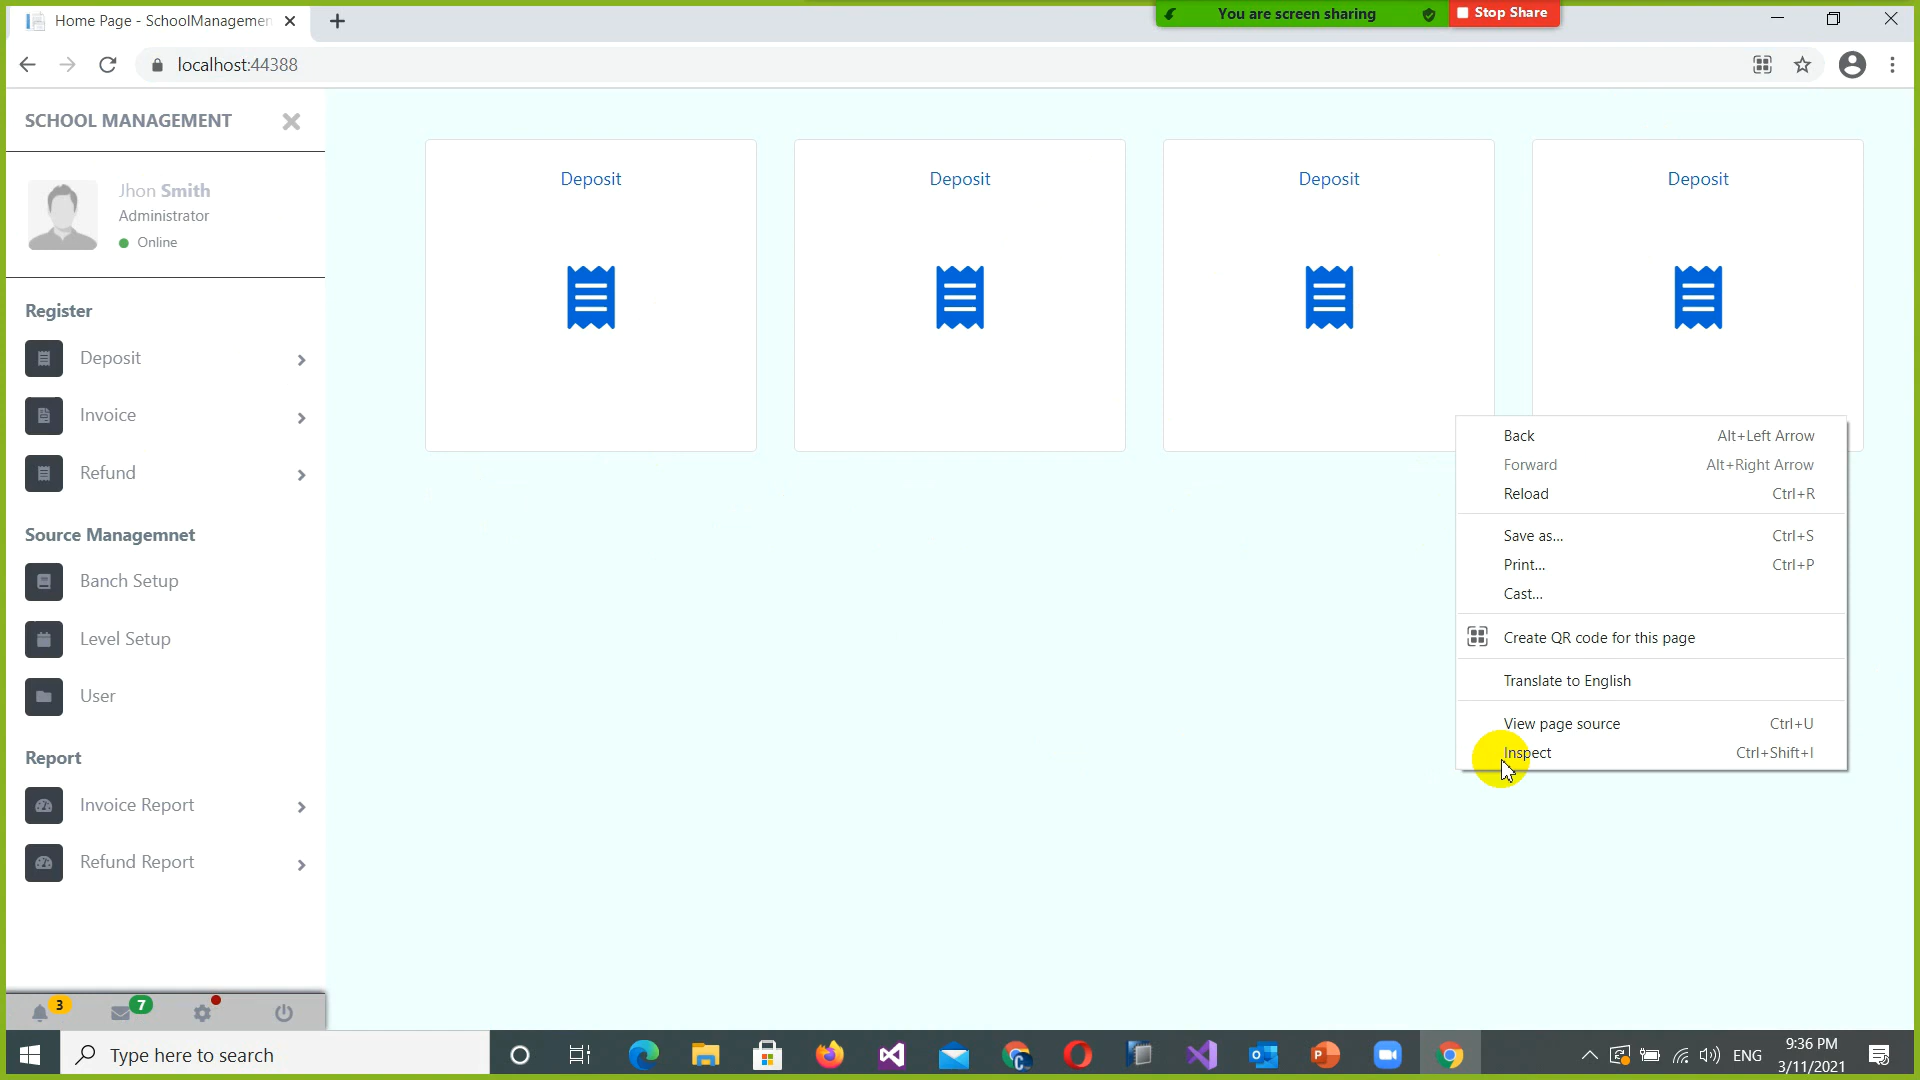 Home Page - SchoolManagemen
You are screen sharing
Stop Share
localhost:44388
SCHOOL MANAGEMENT
Jhon Smith
Administrator
Online
Register
Deposit
Invoice
Refund
Source Managemnet
Banch Setup
Level Setup
User
Report
Invoice Report
Refund Report
3
7
Deposit
Deposit
Deposit
Deposit
Back Alt+Left Arrow
Forward Alt+Right Arrow
Reload Ctrl+R
Save as... Ctrl+S
Print... Ctrl+P
Cast...
Create QR code for this page
Translate to English
View page source Ctrl+U
Inspect Ctrl+Shift+I
Type here to search
ENG
9:36 PM
3/11/2021